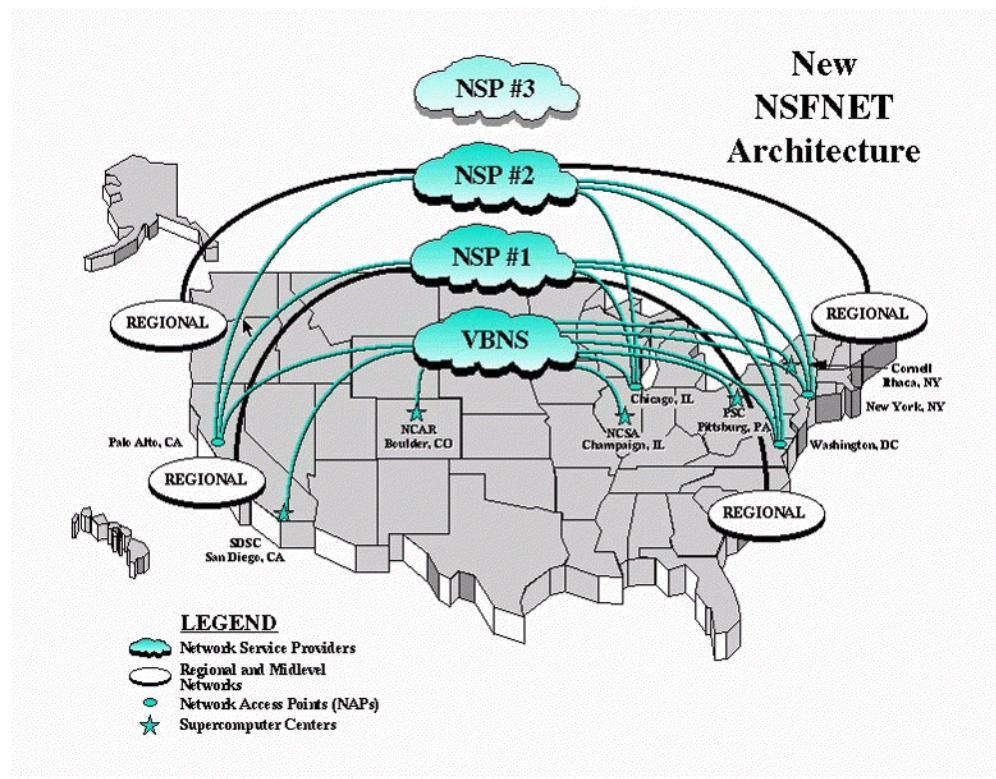 New
NSFNET
Architecture
NSP #3
NSP #2
NSP #1
VBNS
REGIONAL
REGIONAL
Cornell
Ithaca, NY
New York, NY
Chicago, IL
PSC
Pittsburg, PA
NCAR
Boulder, CO
NCSA
Champaign, IL
Palo Alto, CA
Washington, DC
REGIONAL
REGIONAL
SDSC
San Diego, CA
LEGEND
Network Service Providers
Regional and Midlevel
Networks
Network Access Points (NAPs)
Supercomputer Centers